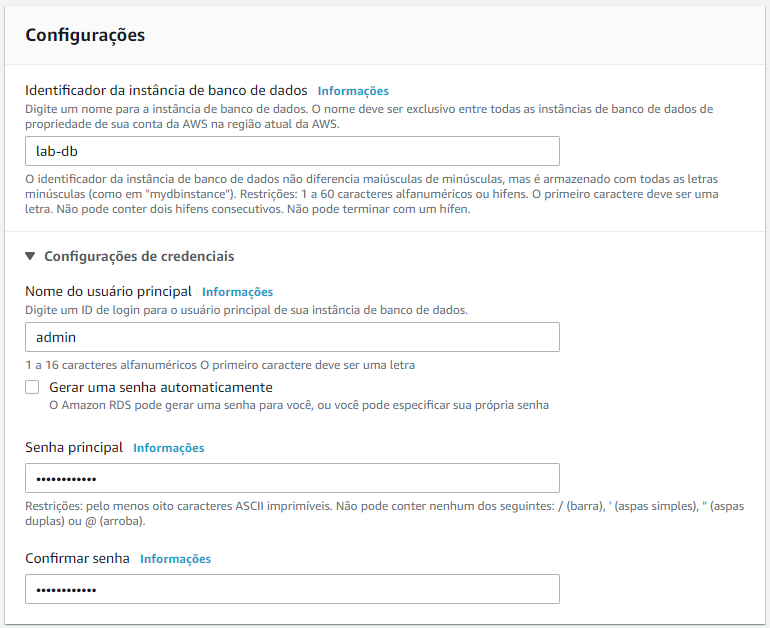 Configurações
Identificador da instância de banco de dados Informações
Digite um nome para a instância de banco de dados. O nome deve ser exclusivo entre todas as instâncias de banco de dados de
propriedade de sua conta da AWS na região atual da AWS.
lab-db
O identificador da instância de banco de dados não diferencia maiúsculas de minúsculas, mas é armazenado com todas as letras
minúsculas (como em "mydbinstance"). Restrições: 1 a 60 caracteres alfanuméricos ou hifens. O primeiro caractere deve ser uma
letra. Não pode conter dois hifens consecutivos. Não pode terminar com um hífen.
Configurações de credenciais
Nome do usuário principal Informações
Digite um ID de login para o usuário principal de sua instância de banco de dados.
admin
1 a 16 caracteres alfanuméricos O primeiro caractere deve ser uma letra
Gerar uma senha automaticamente
O Amazon RDS pode gerar uma senha para você, ou você pode especificar sua própria senha
Senha principal Informações
••••••••••••
Restrições: pelo menos oito caracteres ASCII imprimíveis. Não pode conter nenhum dos seguintes: / (barra), ' (aspas simples), " (aspas
duplas) ou @ (arroba).
Confirmar senha Informações
••••••••••••